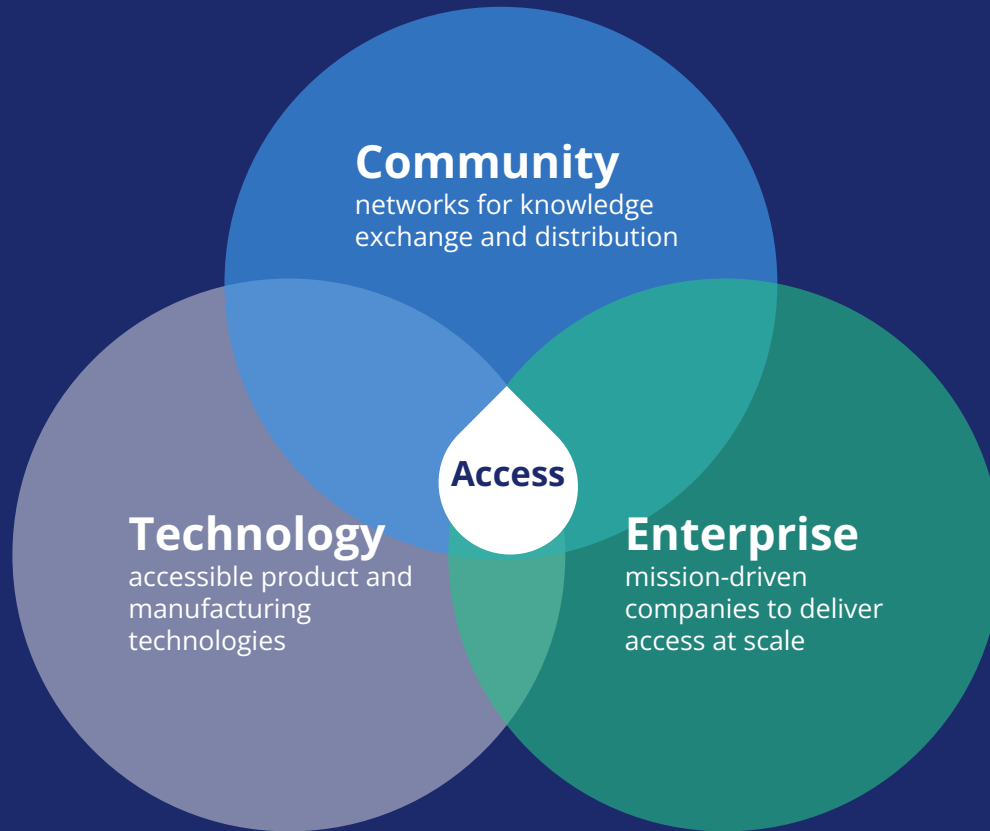 Community
networks for knowledge
exchange and distribution
Access
Technology
accessible product and
manufacturing
technologies
Enterprise
mission-driven
companies to deliver
access at scale